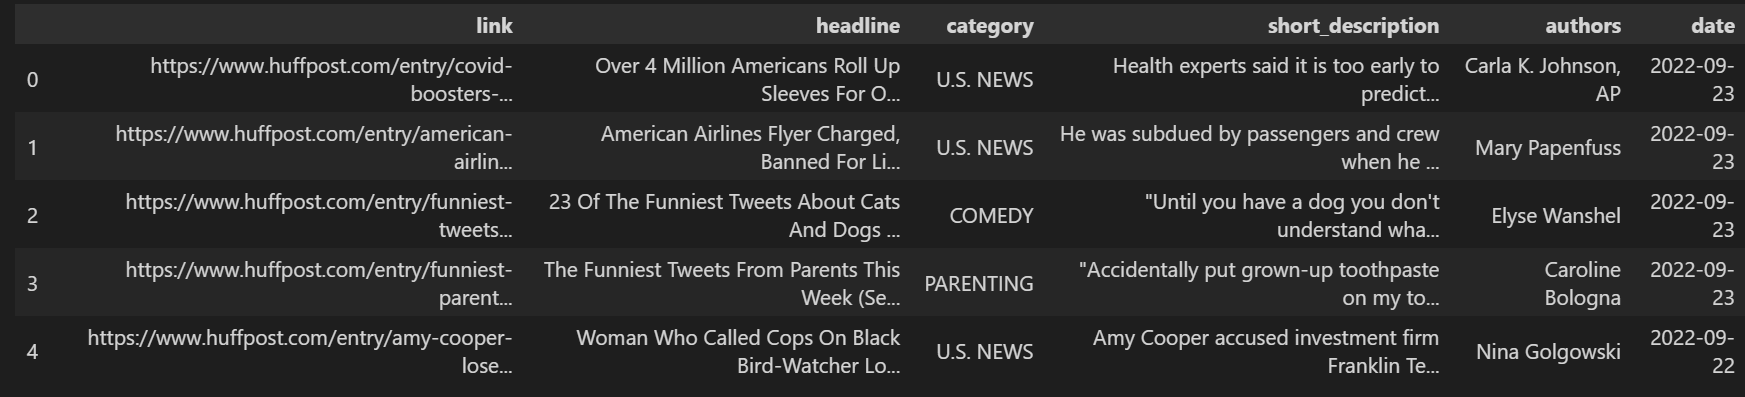 link headline category short_description authors date
0 https://www.huffpost.com/entry/covid- Over 4 Million Americans Roll Up U.S. NEWS Health experts said it is too early to Carla K. Johnson, 2022-09-
boosters-... Sleeves For O... predict... AP 23
1 https://www.huffpost.com/entry/american- American Airlines Flyer Charged, U.S. NEWS He was subdued by passengers and crew Mary Papenfuss 2022-09-
airlin... Banned For Li... when he ... 23
2 https://www.huffpost.com/entry/funniest- 23 Of The Funniest Tweets About Cats COMEDY "Until you have a dog you don't Elyse Wanshel 2022-09-
tweets... And Dogs ... understand wha... 23
3 https://www.huffpost.com/entry/funniest- The Funniest Tweets From Parents This PARENTING "Accidentally put grown-up toothpaste Caroline 2022-09-
parent... Week (Se... on my to... Bologna 23
4 https://www.huffpost.com/entry/amy-cooper- Woman Who Called Cops On Black U.S. NEWS Amy Cooper accused investment firm Nina Golgowski 2022-09-
lose... Bird-Watcher Lo... Franklin Te... 22